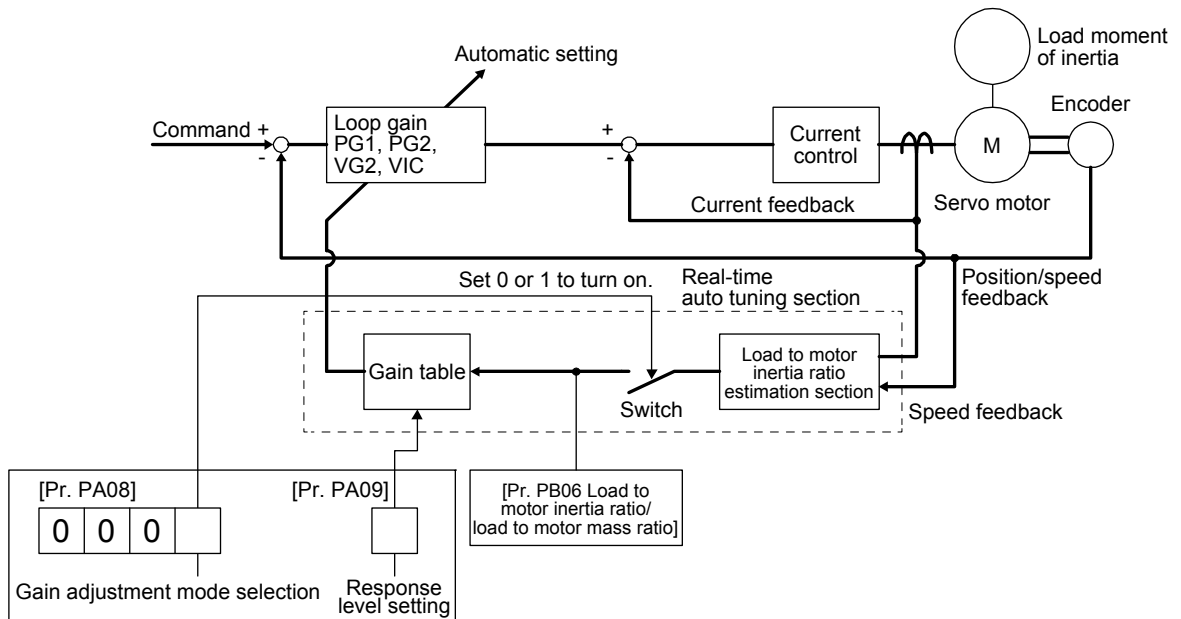 Load moment
of inertia
Automatic setting
Encoder
Command
+
-
Loop gain
PG1, PG2,
VG2, VIC
+
-
Current
control
M
Servo motor
Current feedback
Set 0 or 1 to turn on.
Real-time
auto tuning section
Position/speed
feedback
Gain table
Switch
Load to motor
inertia ratio
estimation section
Speed feedback
[Pr. PA08]
[Pr. PA09]
0 0 0
Gain adjustment mode selection
Response
level setting
[Pr. PB06 Load to
motor inertia ratio/
load to motor mass ratio]